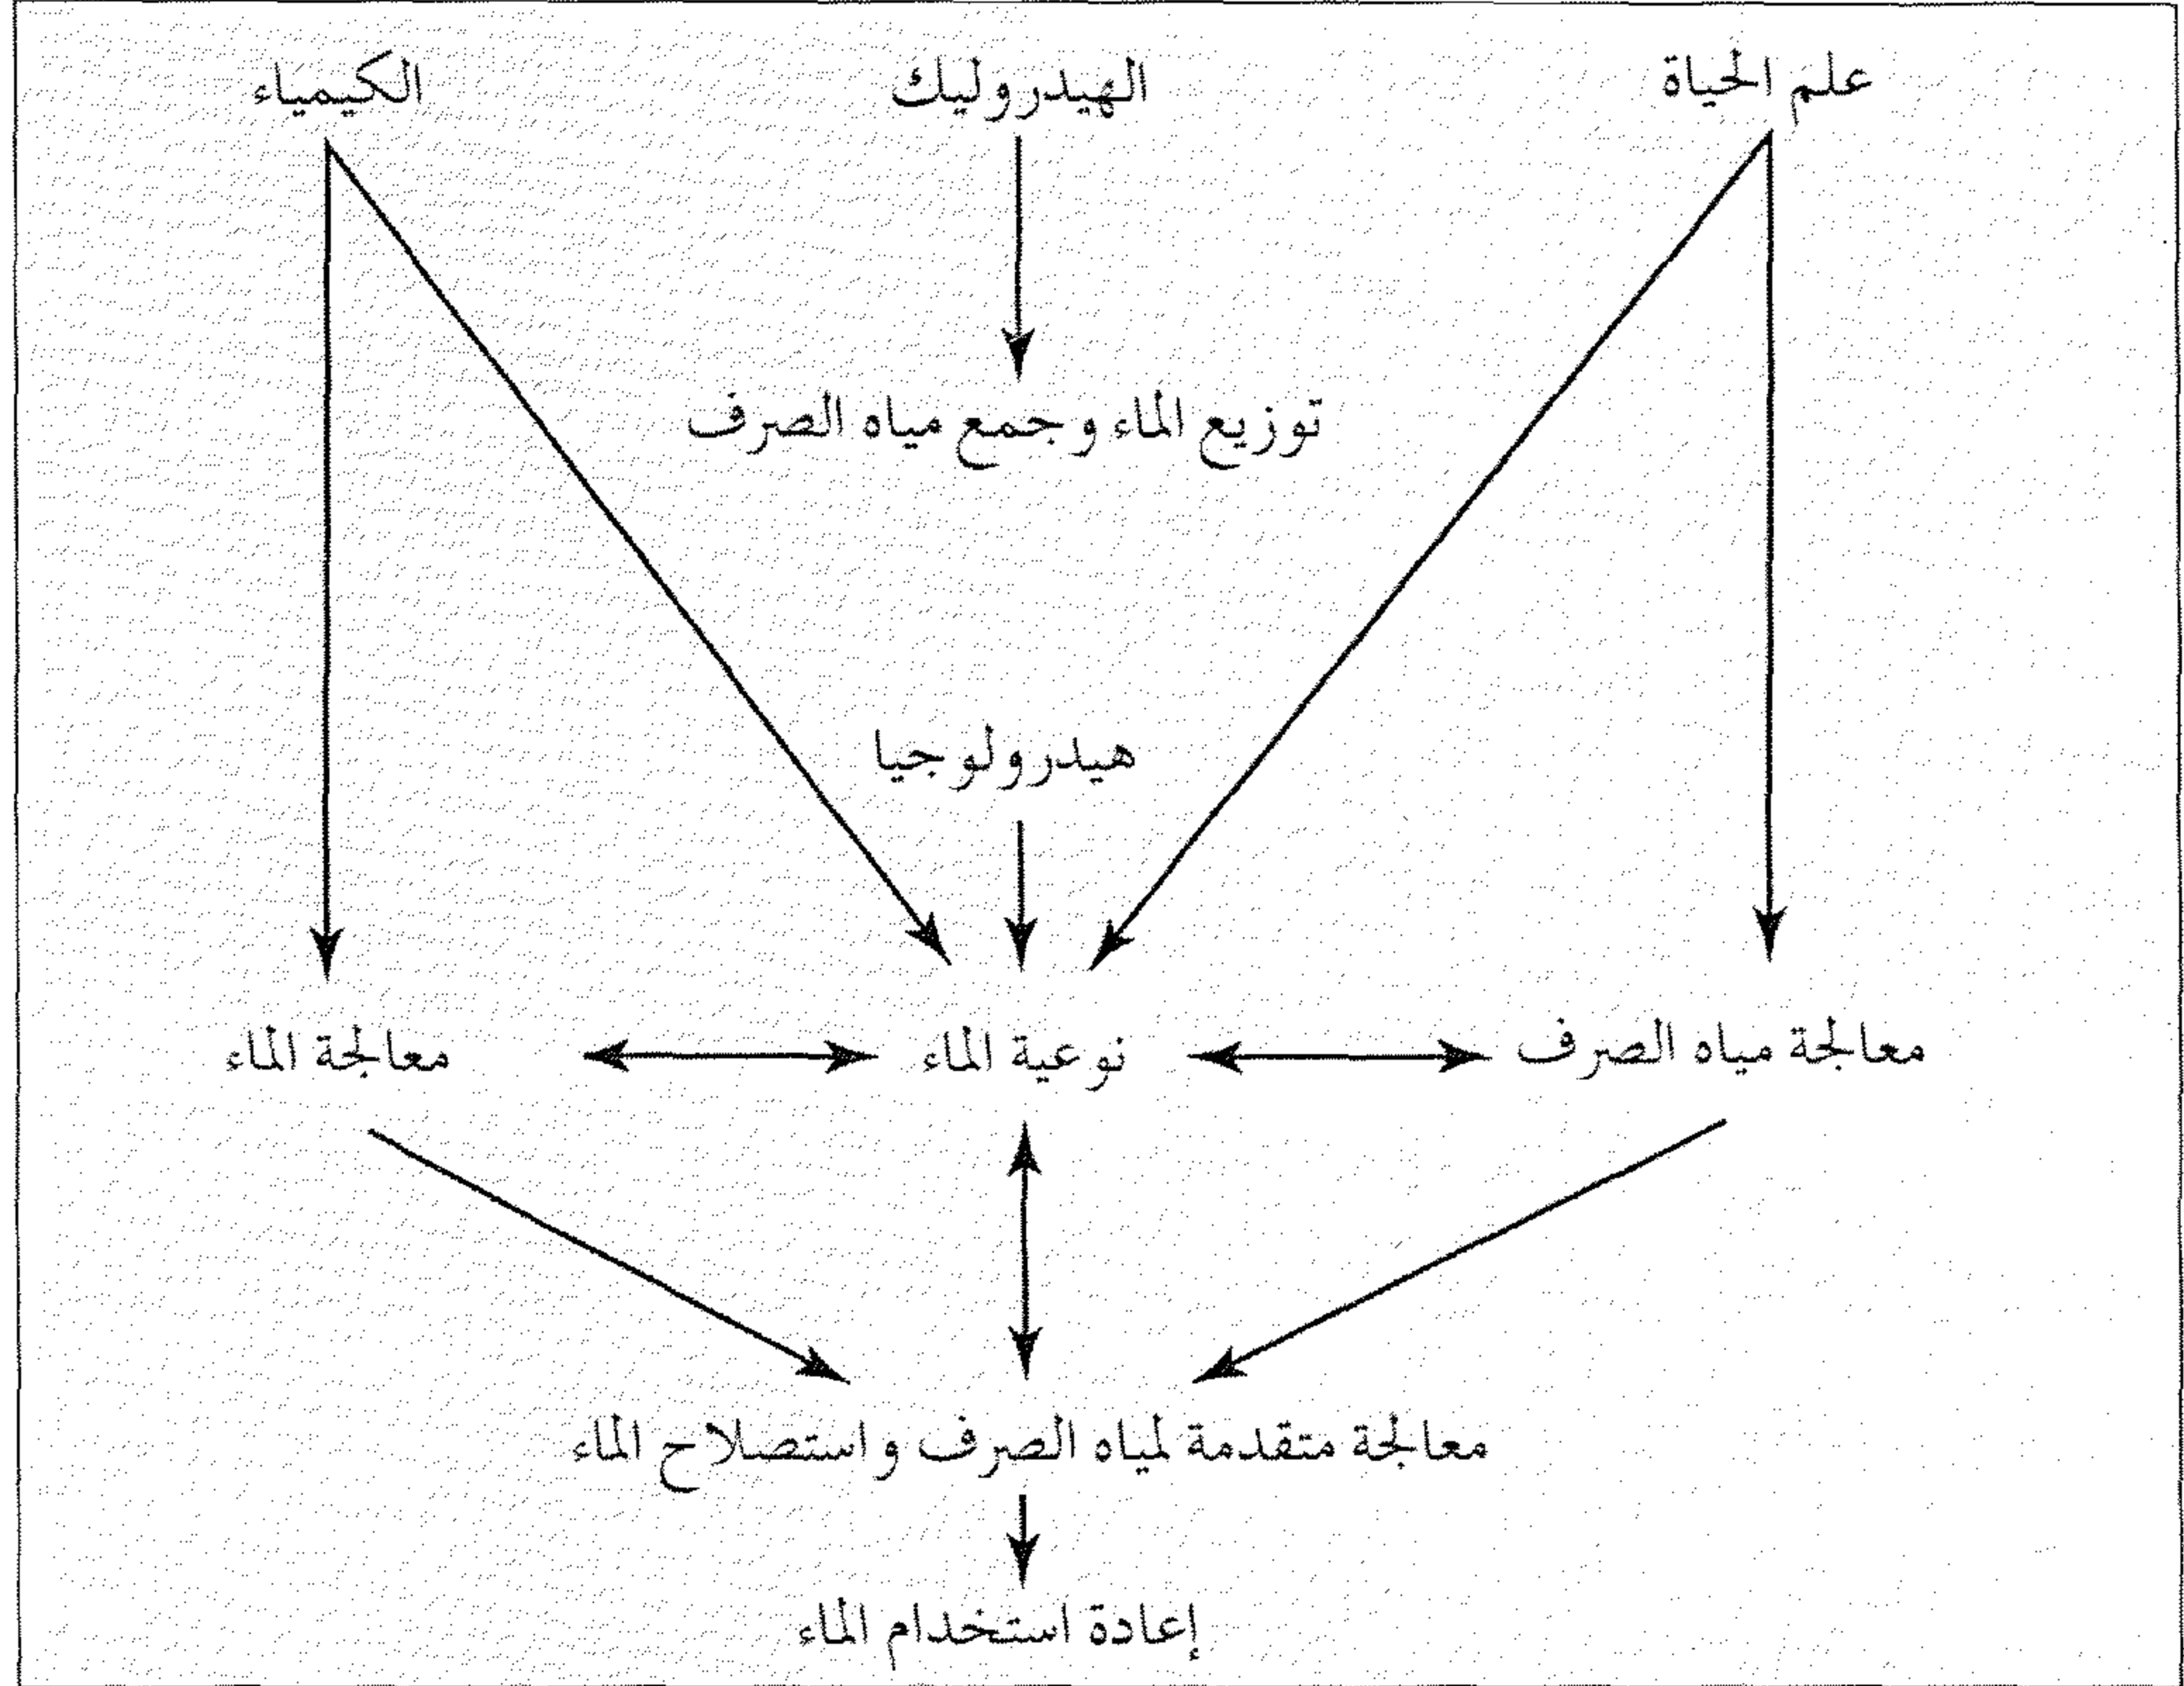 علم الحياة
الهيدروليك
الكيمياء
توزيع الماء وجمع مياه الصرف
هيدرولوجيا
معالجة مياه الصرف
نوعية الماء
معالجة الماء
معالجة متقدمة لمياه الصرف واستصلاح الماء
إعادة استخدام الماء